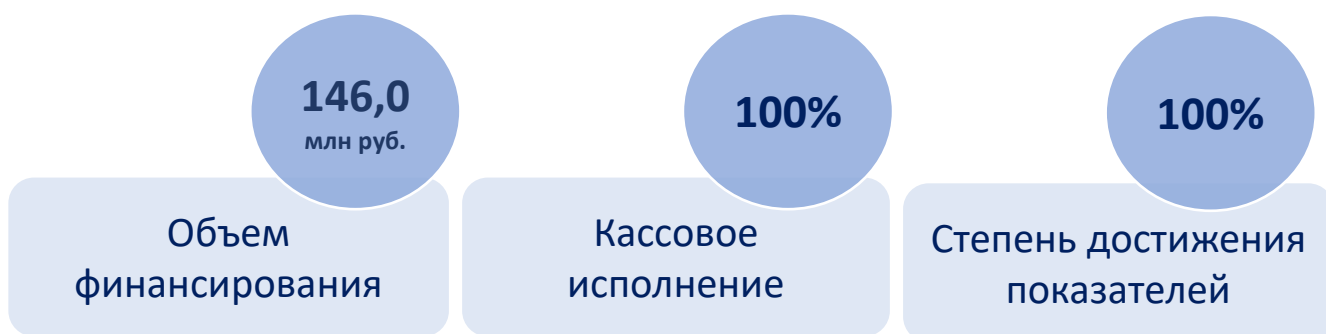 146,0
млн руб.
Объем
финансирования
100%
Кассовое
исполнение
100%
Степень достижения
показателей